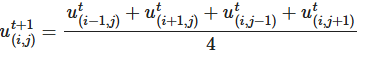 u^{t+1}_{(i,j)} = \frac{u^t_{(i-1,j)} + u^t_{(i+1,j)} + u^t_{(i,j-1)} + u^t_{(i,j+1)}}{4}